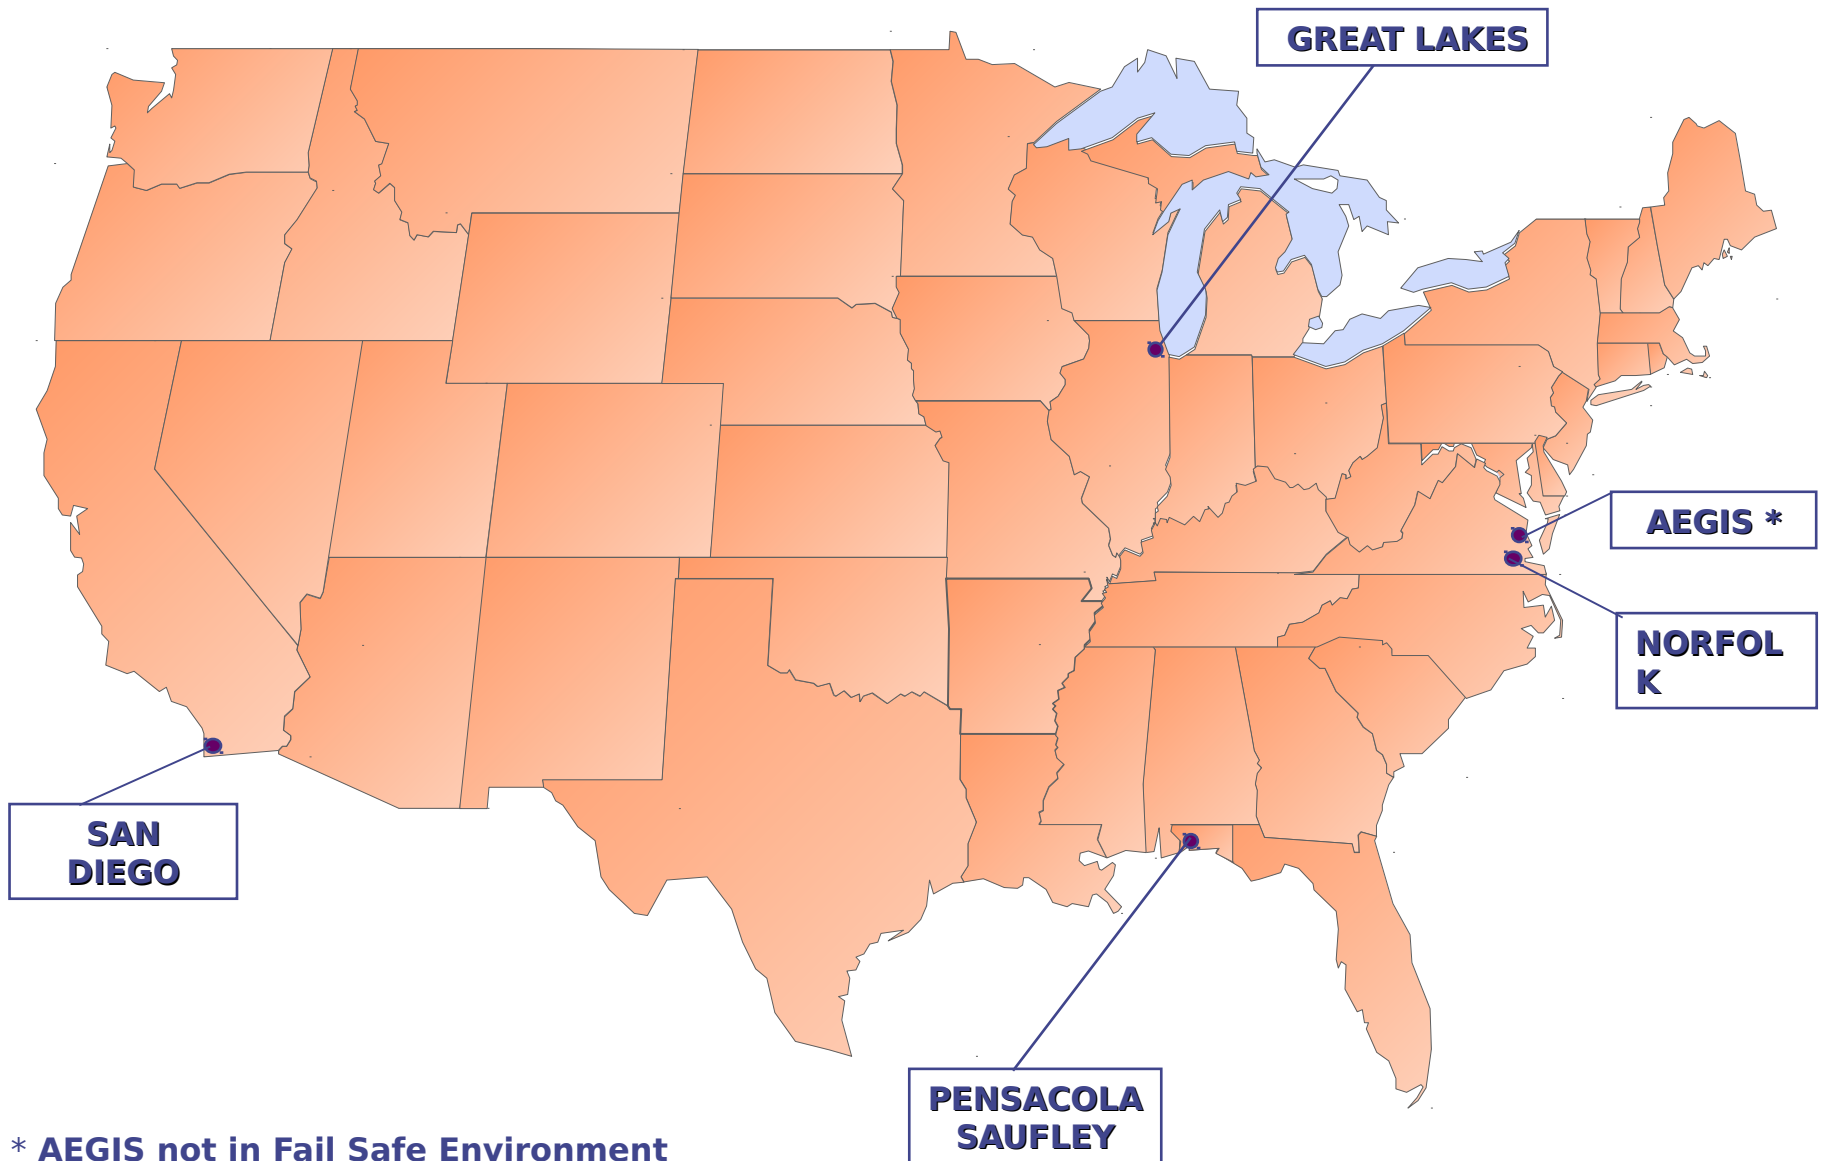 GREAT LAKES
AEGIS *
NORFOL
K
SAN
DIEGO
PENSACOLA
SAUFLEY
* AEGIS not in Fail Safe Environment